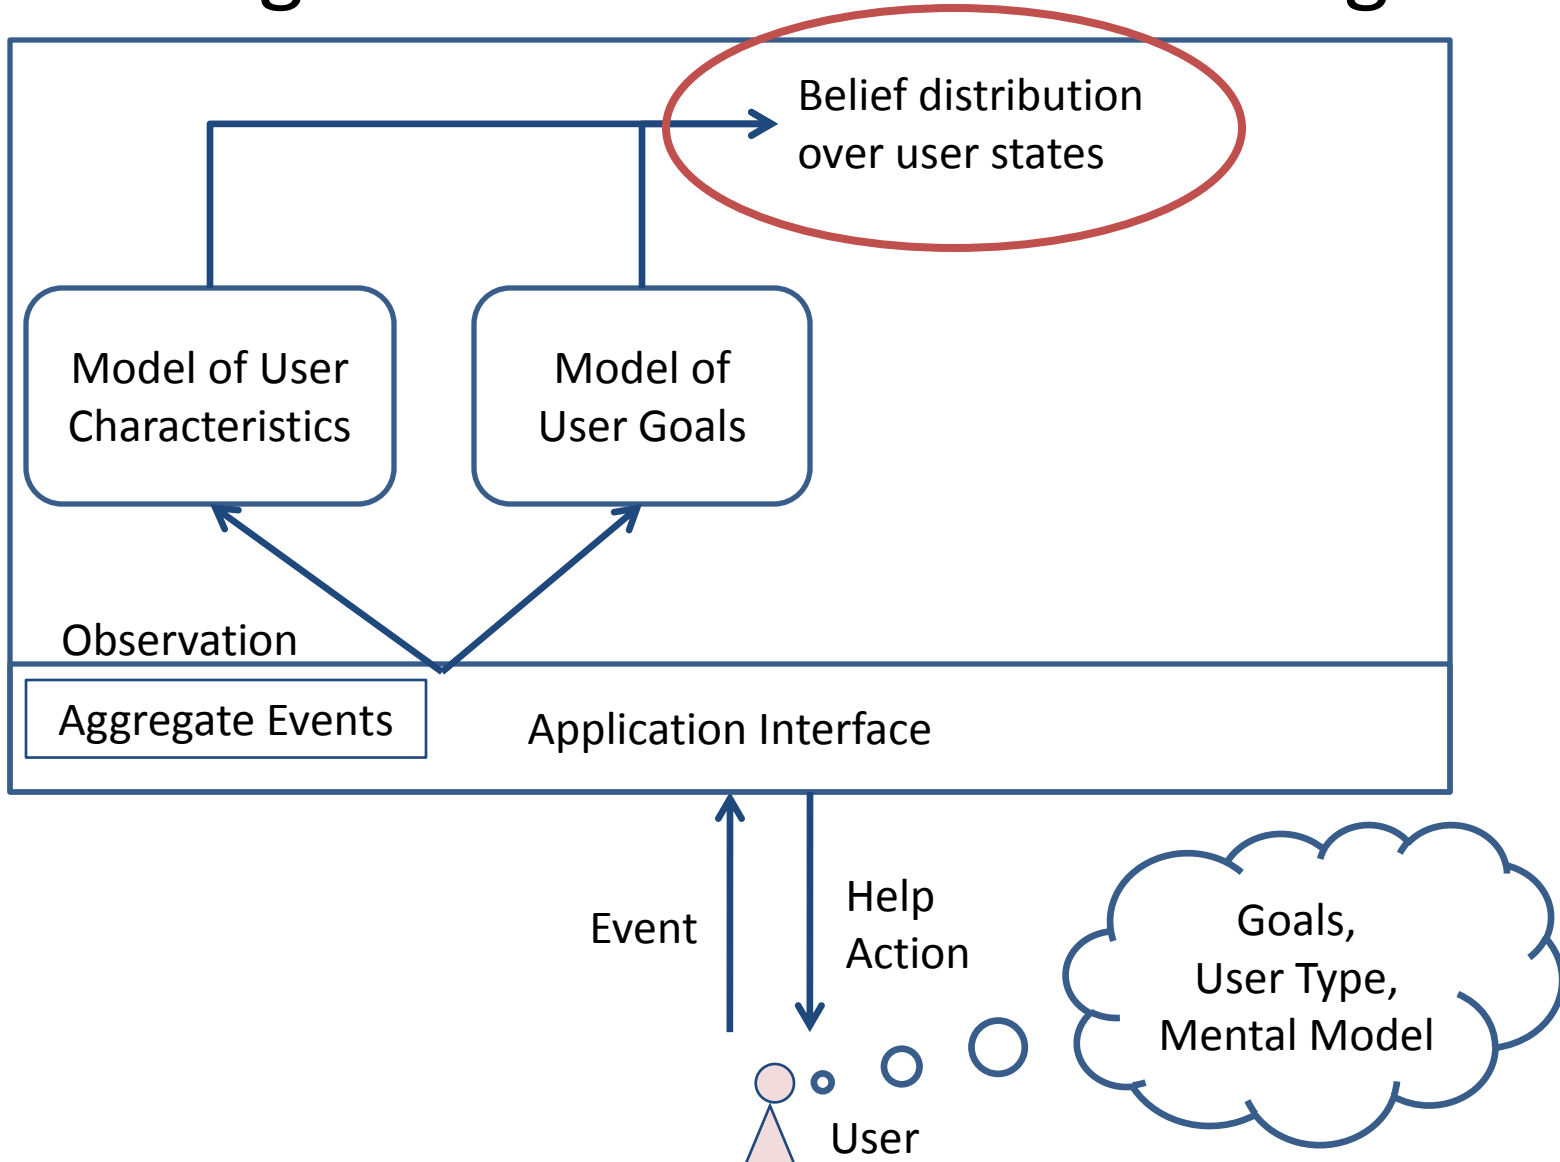 Belief distribution
over user states
Model of User
Characteristics
Model of
User Goals
Observation
Aggregate Events
Application Interface
Event
Help
Action
Goals,
User Type,
Mental Model
User